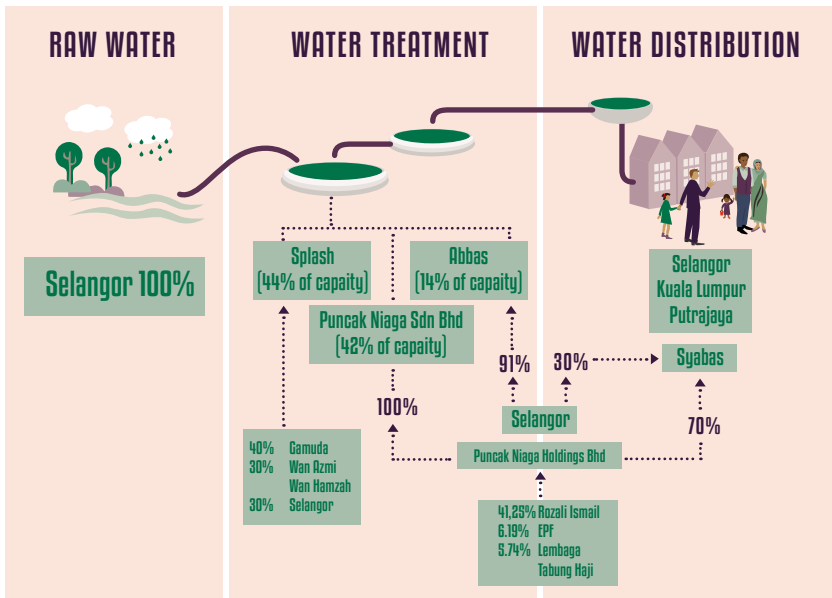 RAW WATER
WATER TREATMENT
WATER DISTRIBUTION
Selangor 100%
Splash
(44% of capaity)
Abbas
(14% of capaity)
Puncak Niaga Sdn Bhd
(42% of capaity)
Selangor
Kuala Lumpur
Putrajaya
Syabas
91%
30%
100%
70%
Selangor
Puncak Niaga Holdings Bhd
40% Gamuda
30% Wan Azmi
Wan Hamzah
30% Selangor
41,25% Rozali Ismail
6.19% EPF
5.74% Lembaga
Tabung Haji